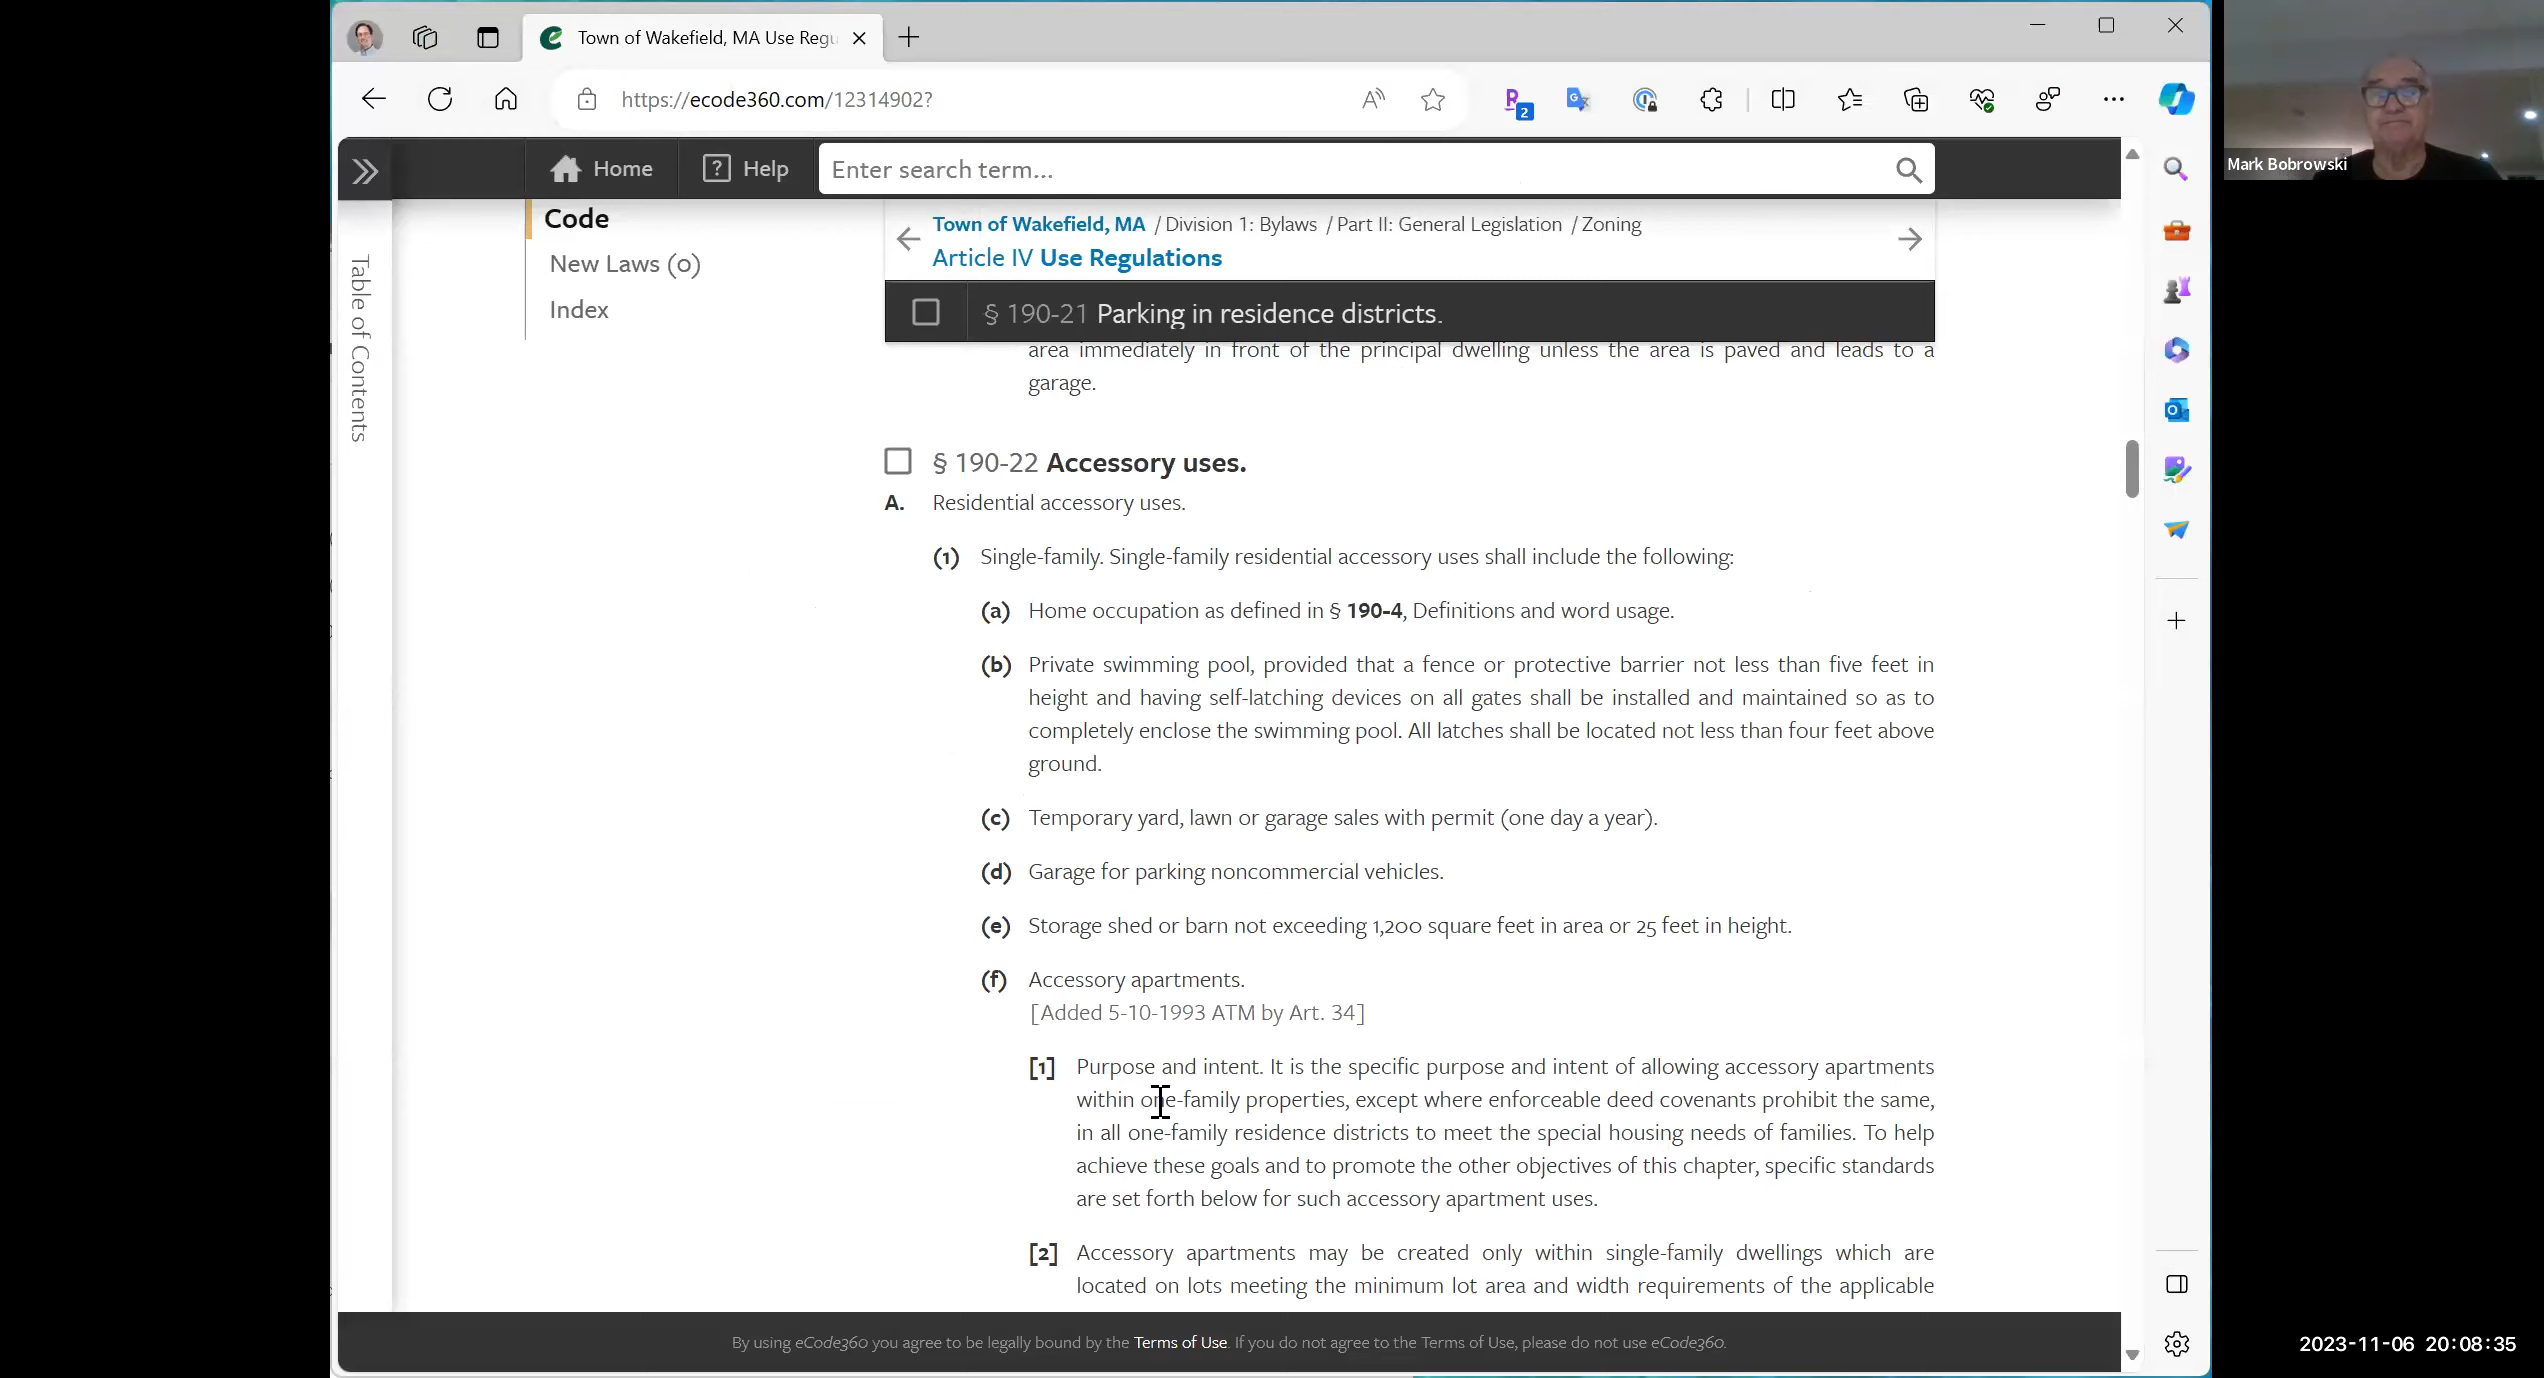 Town of Wakefield, MA Use Regu
https://ecode360.com/12314902?
2
Home
Help
Enter search term...
Mark Bobrowski
Table of Contents
Code
New Laws (0)
Index
Town of Wakefield, MA / Division 1: Bylaws / Part II: General Legislation / Zoning
Article IV Use Regulations
§ 190-21 Parking in residence districts.
area immediately in front of the principal dwelling unless the area is paved and leads to a
garage.
§ 190-22 Accessory uses.
A. Residential accessory uses.
(1) Single-family. Single-family residential accessory uses shall include the following:
(a) Home occupation as defined in § 190-4, Definitions and word usage.
(b) Private swimming pool, provided that a fence or protective barrier not less than five feet in
height and having self-latching devices on all gates shall be installed and maintained so as to
completely enclose the swimming pool. All latches shall be located not less than four feet above
ground.
(c) Temporary yard, lawn or garage sales with permit (one day a year).
(d) Garage for parking noncommercial vehicles.
(e) Storage shed or barn not exceeding 1,200 square feet in area or 25 feet in height.
(f) Accessory apartments.
[Added 5-10-1993 ATM by Art. 34]
[1] Purpose and intent. It is the specific purpose and intent of allowing accessory apartments
within one-family properties, except where enforceable deed covenants prohibit the same,
in all one-family residence districts to meet the special housing needs of families. To help
achieve these goals and to promote the other objectives of this chapter, specific standards
are set forth below for such accessory apartment uses.
[2] Accessory apartments may be created only within single-family dwellings which are
located on lots meeting the minimum lot area and width requirements of the applicable
By using eCode360 you agree to be legally bound by the Terms of Use. If you do not agree to the Terms of Use, please do not use eCode360.
2023-11-06 20:08:35